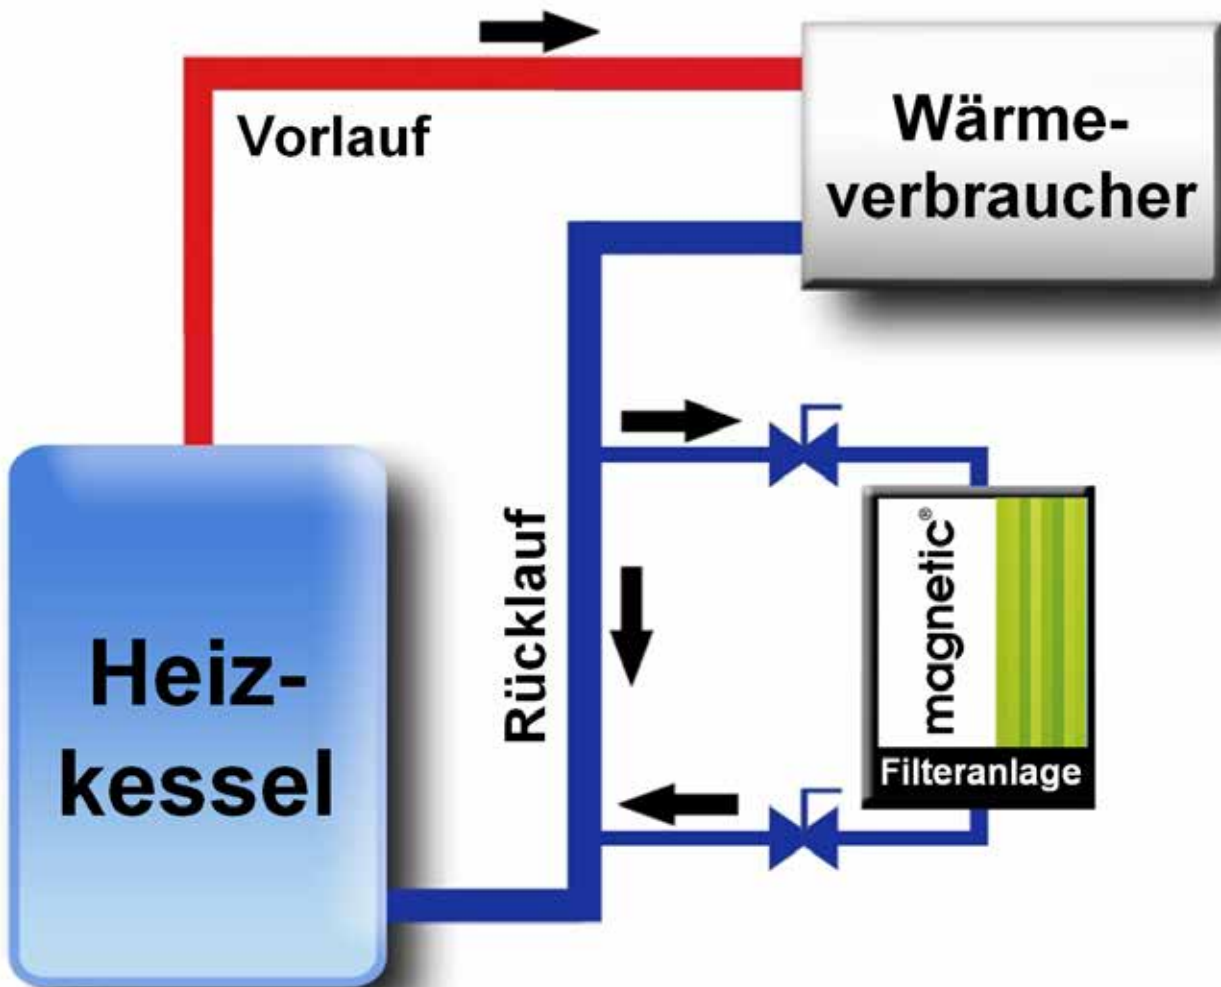 Vorlauf
Wärme-
verbraucher
Rücklauf
Heiz-
kessel
magnetic®
Filteranlage